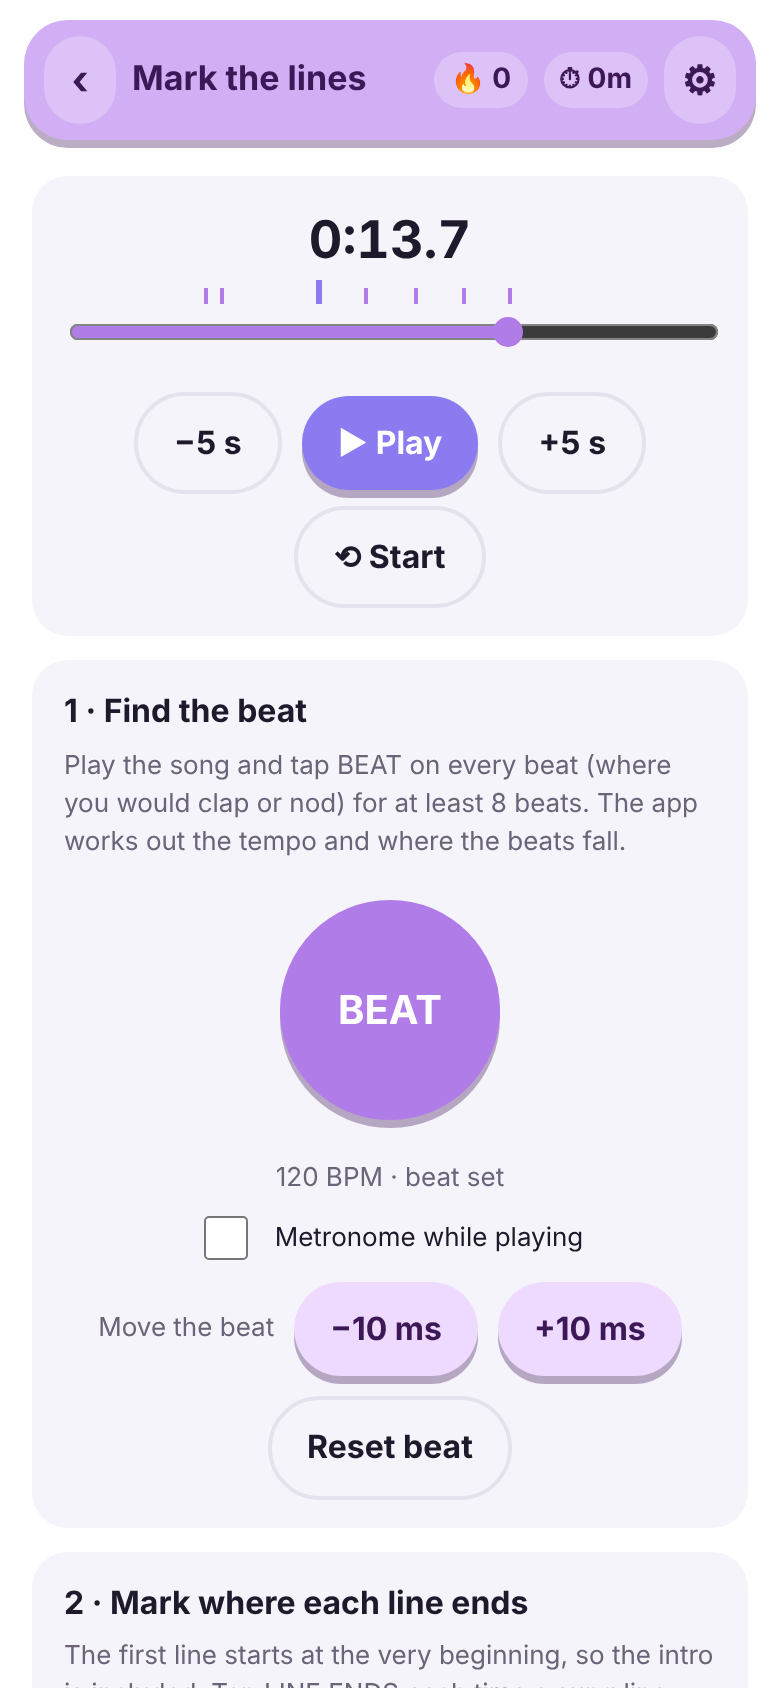 ‹ Mark the lines 🔥 0 ⏱ 0m ⚙
0:13.7
−5 s ▶ Play +5 s
⟲ Start
1 · Find the beat
Play the song and tap BEAT on every beat (where
you would clap or nod) for at least 8 beats. The app
works out the tempo and where the beats fall.
BEAT
120 BPM · beat set
Metronome while playing
Move the beat −10 ms +10 ms
Reset beat
2 · Mark where each line ends
The first line starts at the very beginning, so the intro